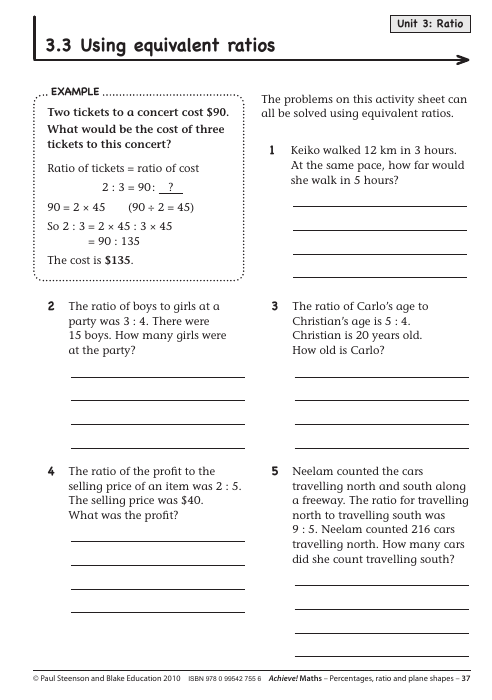 Unit 3: Ratio
3.3 Using equivalent ratios
EXAMPLE
Two tickets to a concert cost $90.
What would be the cost of three
tickets to this concert?
Ratio of tickets = ratio of cost
2 : 3 = 90: ?
90 = 2 × 45 (90 ÷ 2 = 45)
So 2 : 3 = 2 × 45 : 3 × 45
= 90 : 135
The cost is $135.
The problems on this activity sheet can
all be solved using equivalent ratios.
1 Keiko walked 12 km in 3 hours.
At the same pace, how far would
she walk in 5 hours?
2 The ratio of boys to girls at a
party was 3 : 4. There were
15 boys. How many girls were
at the party?
3 The ratio of Carlo's age to
Christian's age is 5 : 4.
Christian is 20 years old.
How old is Carlo?
4 The ratio of the profit to the
selling price of an item was 2 : 5.
The selling price was $40.
What was the profit?
5 Neelam counted the cars
travelling north and south along
a freeway. The ratio for travelling
north to travelling south was
9 : 5. Neelam counted 216 cars
travelling north. How many cars
did she count travelling south?
© Paul Steenson and Blake Education 2010 ISBN 978 0 99542 755 6 Achieve! Maths – Percentages, ratio and plane shapes – 37